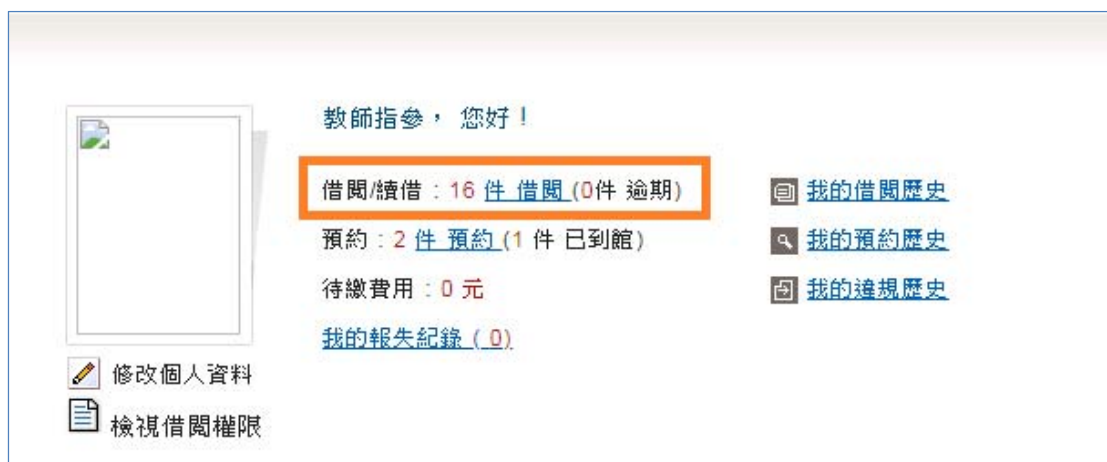 教師指參， 您好！
借閱/續借：16 件 借閱 (0件 逾期)
預約：2 件 預約 (1 件 已到館)
待繳費用：0 元
我的報失紀錄 ( 0)
我的借閱歷史
我的預約歷史
我的違規歷史
修改個人資料
檢視借閱權限